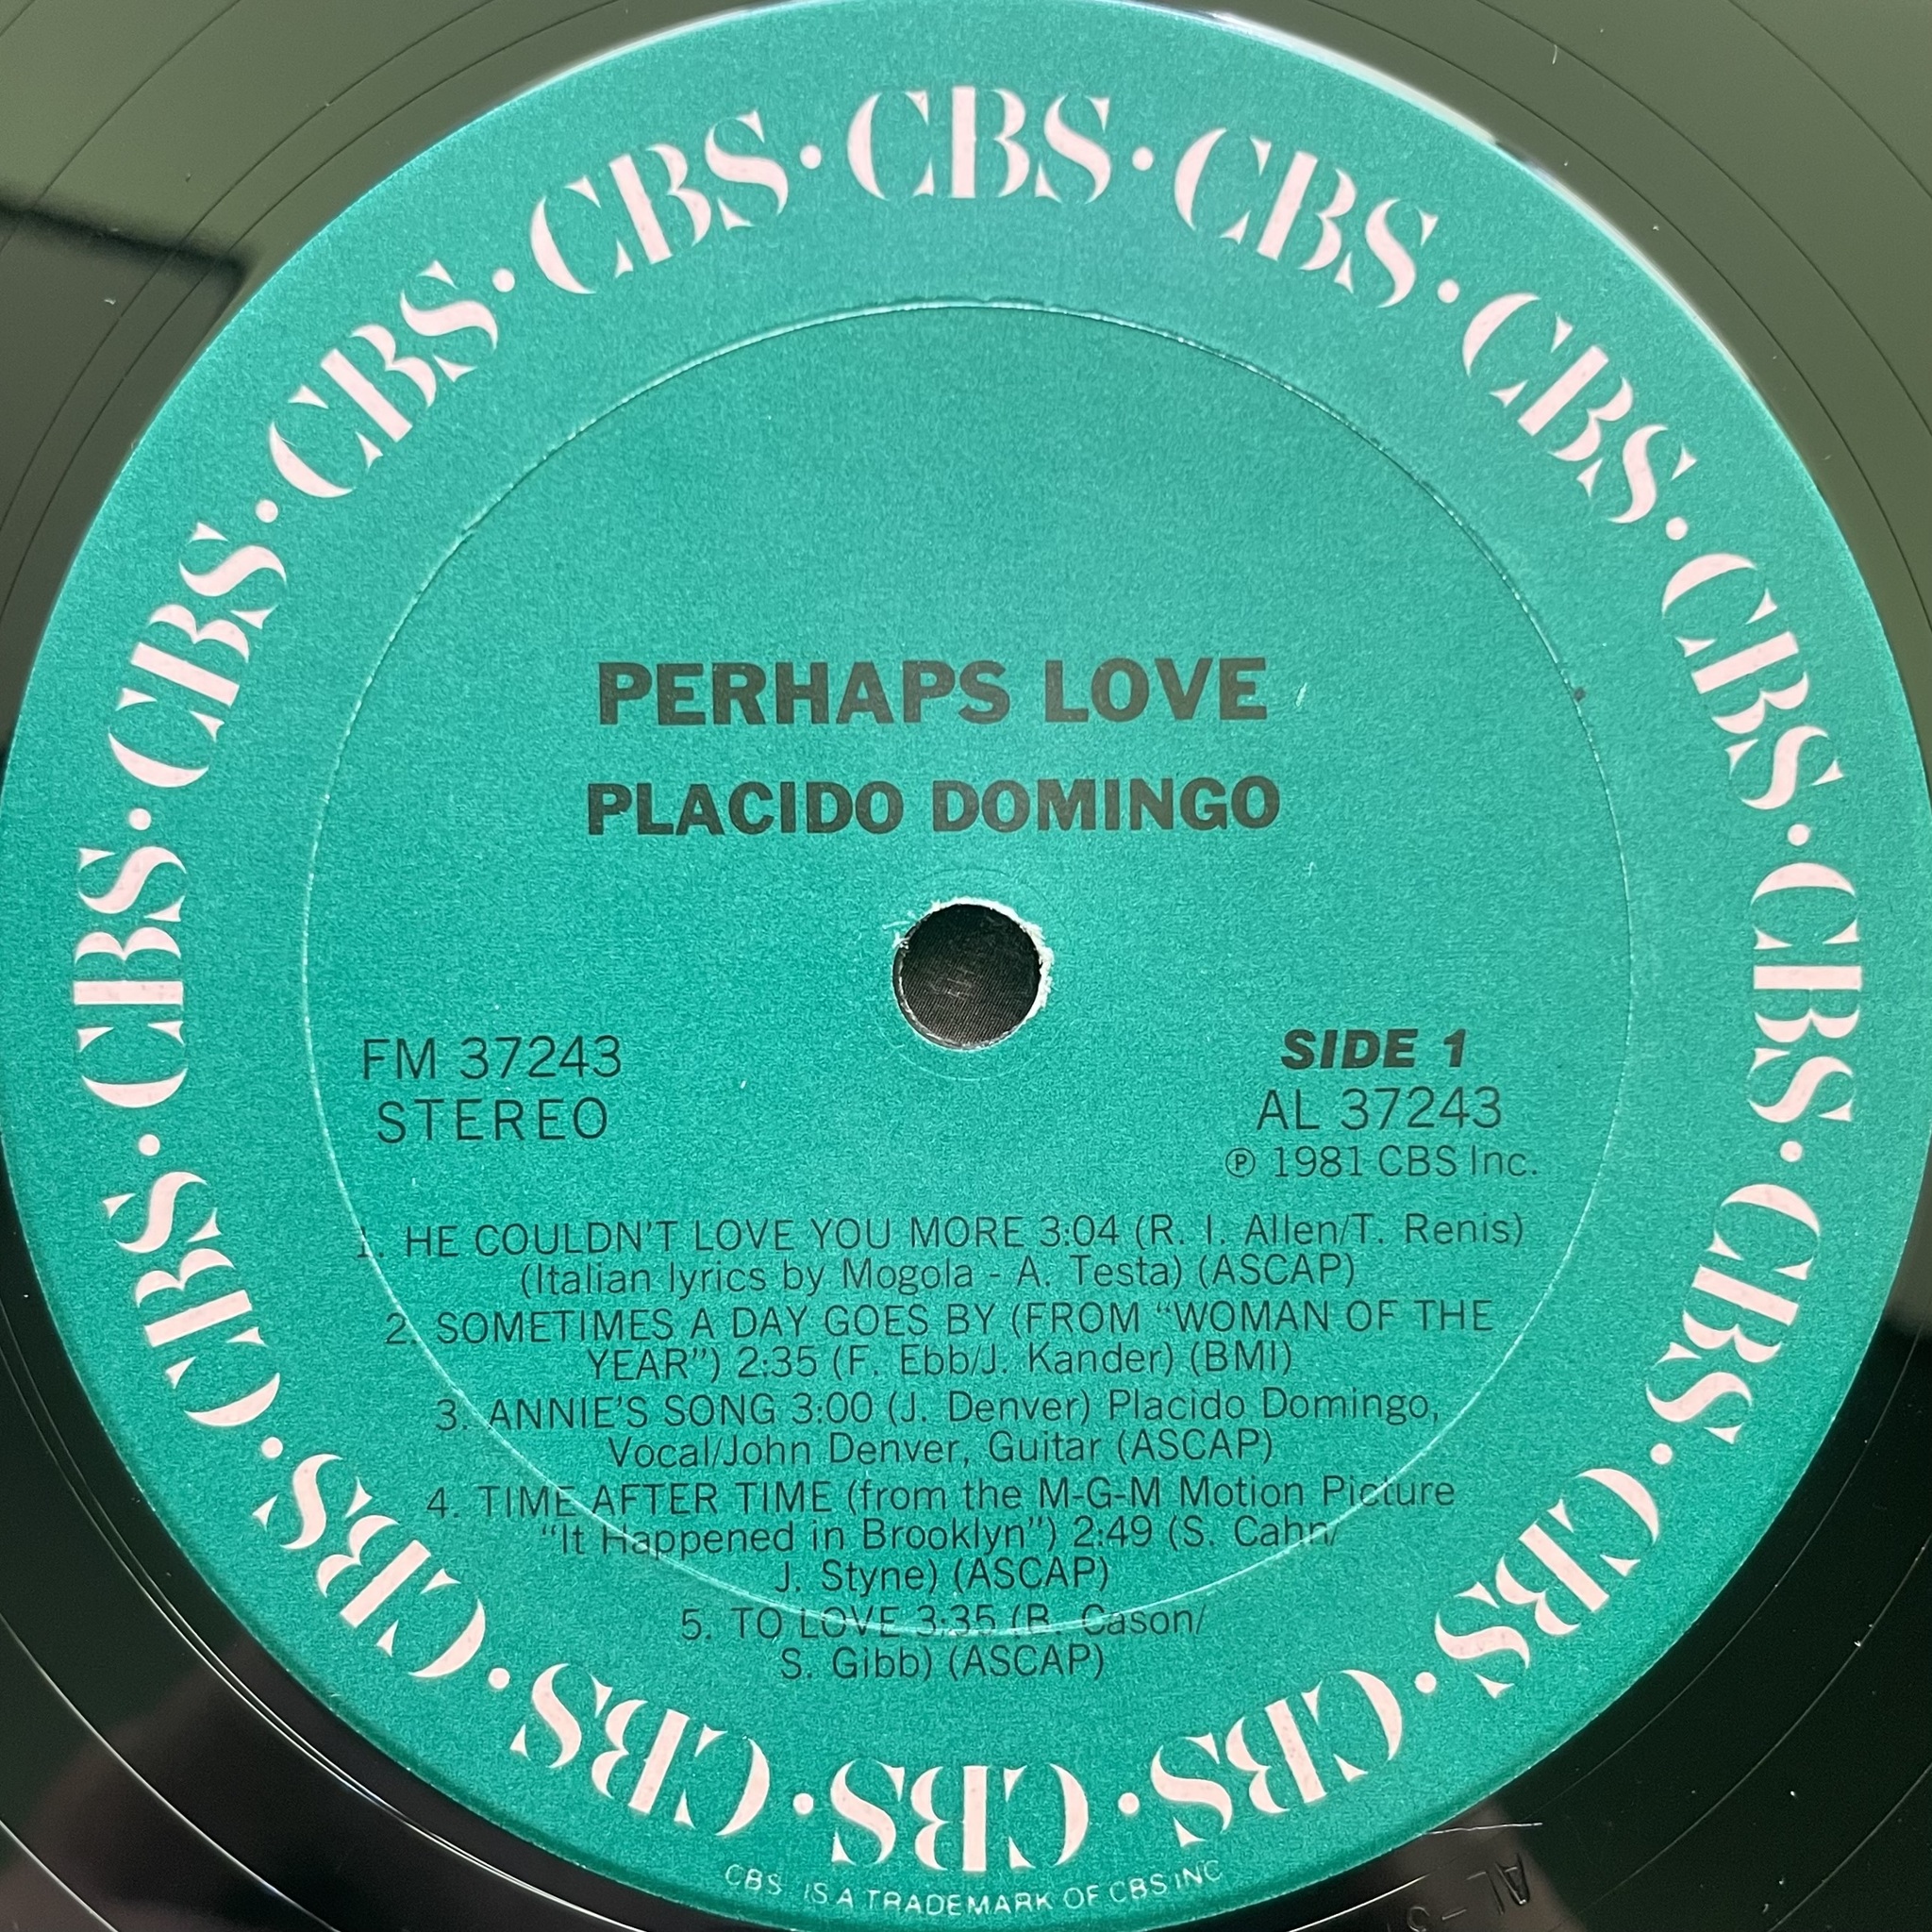 CBS · CBS · CBS · CBS · CBS · CBS · CBS · CBS · CBS · CBS · CBS · CBS · CBS · CBS · CBS · CBS ·
PERHAPS LOVE
PLACIDO DOMINGO
FM 37243
STEREO
SIDE 1
AL 37243
℗ 1981 CBS Inc.
1. HE COULDN'T LOVE YOU MORE 3:04 (R. I. Allen/T. Renis)
(Italian lyrics by Mogola - A. Testa) (ASCAP)
2. SOMETIMES A DAY GOES BY (FROM “WOMAN OF THE
YEAR”) 2:35 (F. Ebb/J. Kander) (BMI)
3. ANNIE'S SONG 3:00 (J. Denver) Placido Domingo,
Vocal/John Denver, Guitar (ASCAP)
4. TIME AFTER TIME (from the M-G-M Motion Picture
“It Happened in Brooklyn”) 2:49 (S. Cahn/
J. Styne) (ASCAP)
5. TO LOVE 3:35 (B. Cason/
S. Gibb) (ASCAP)
CBS IS A TRADEMARK OF CBS INC